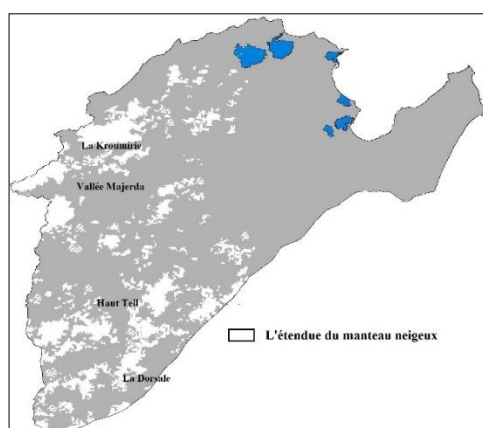 La Kroumirie
Vallée Majerda
Haut Tell
L'étendue du manteau neigeux
La Dorsale